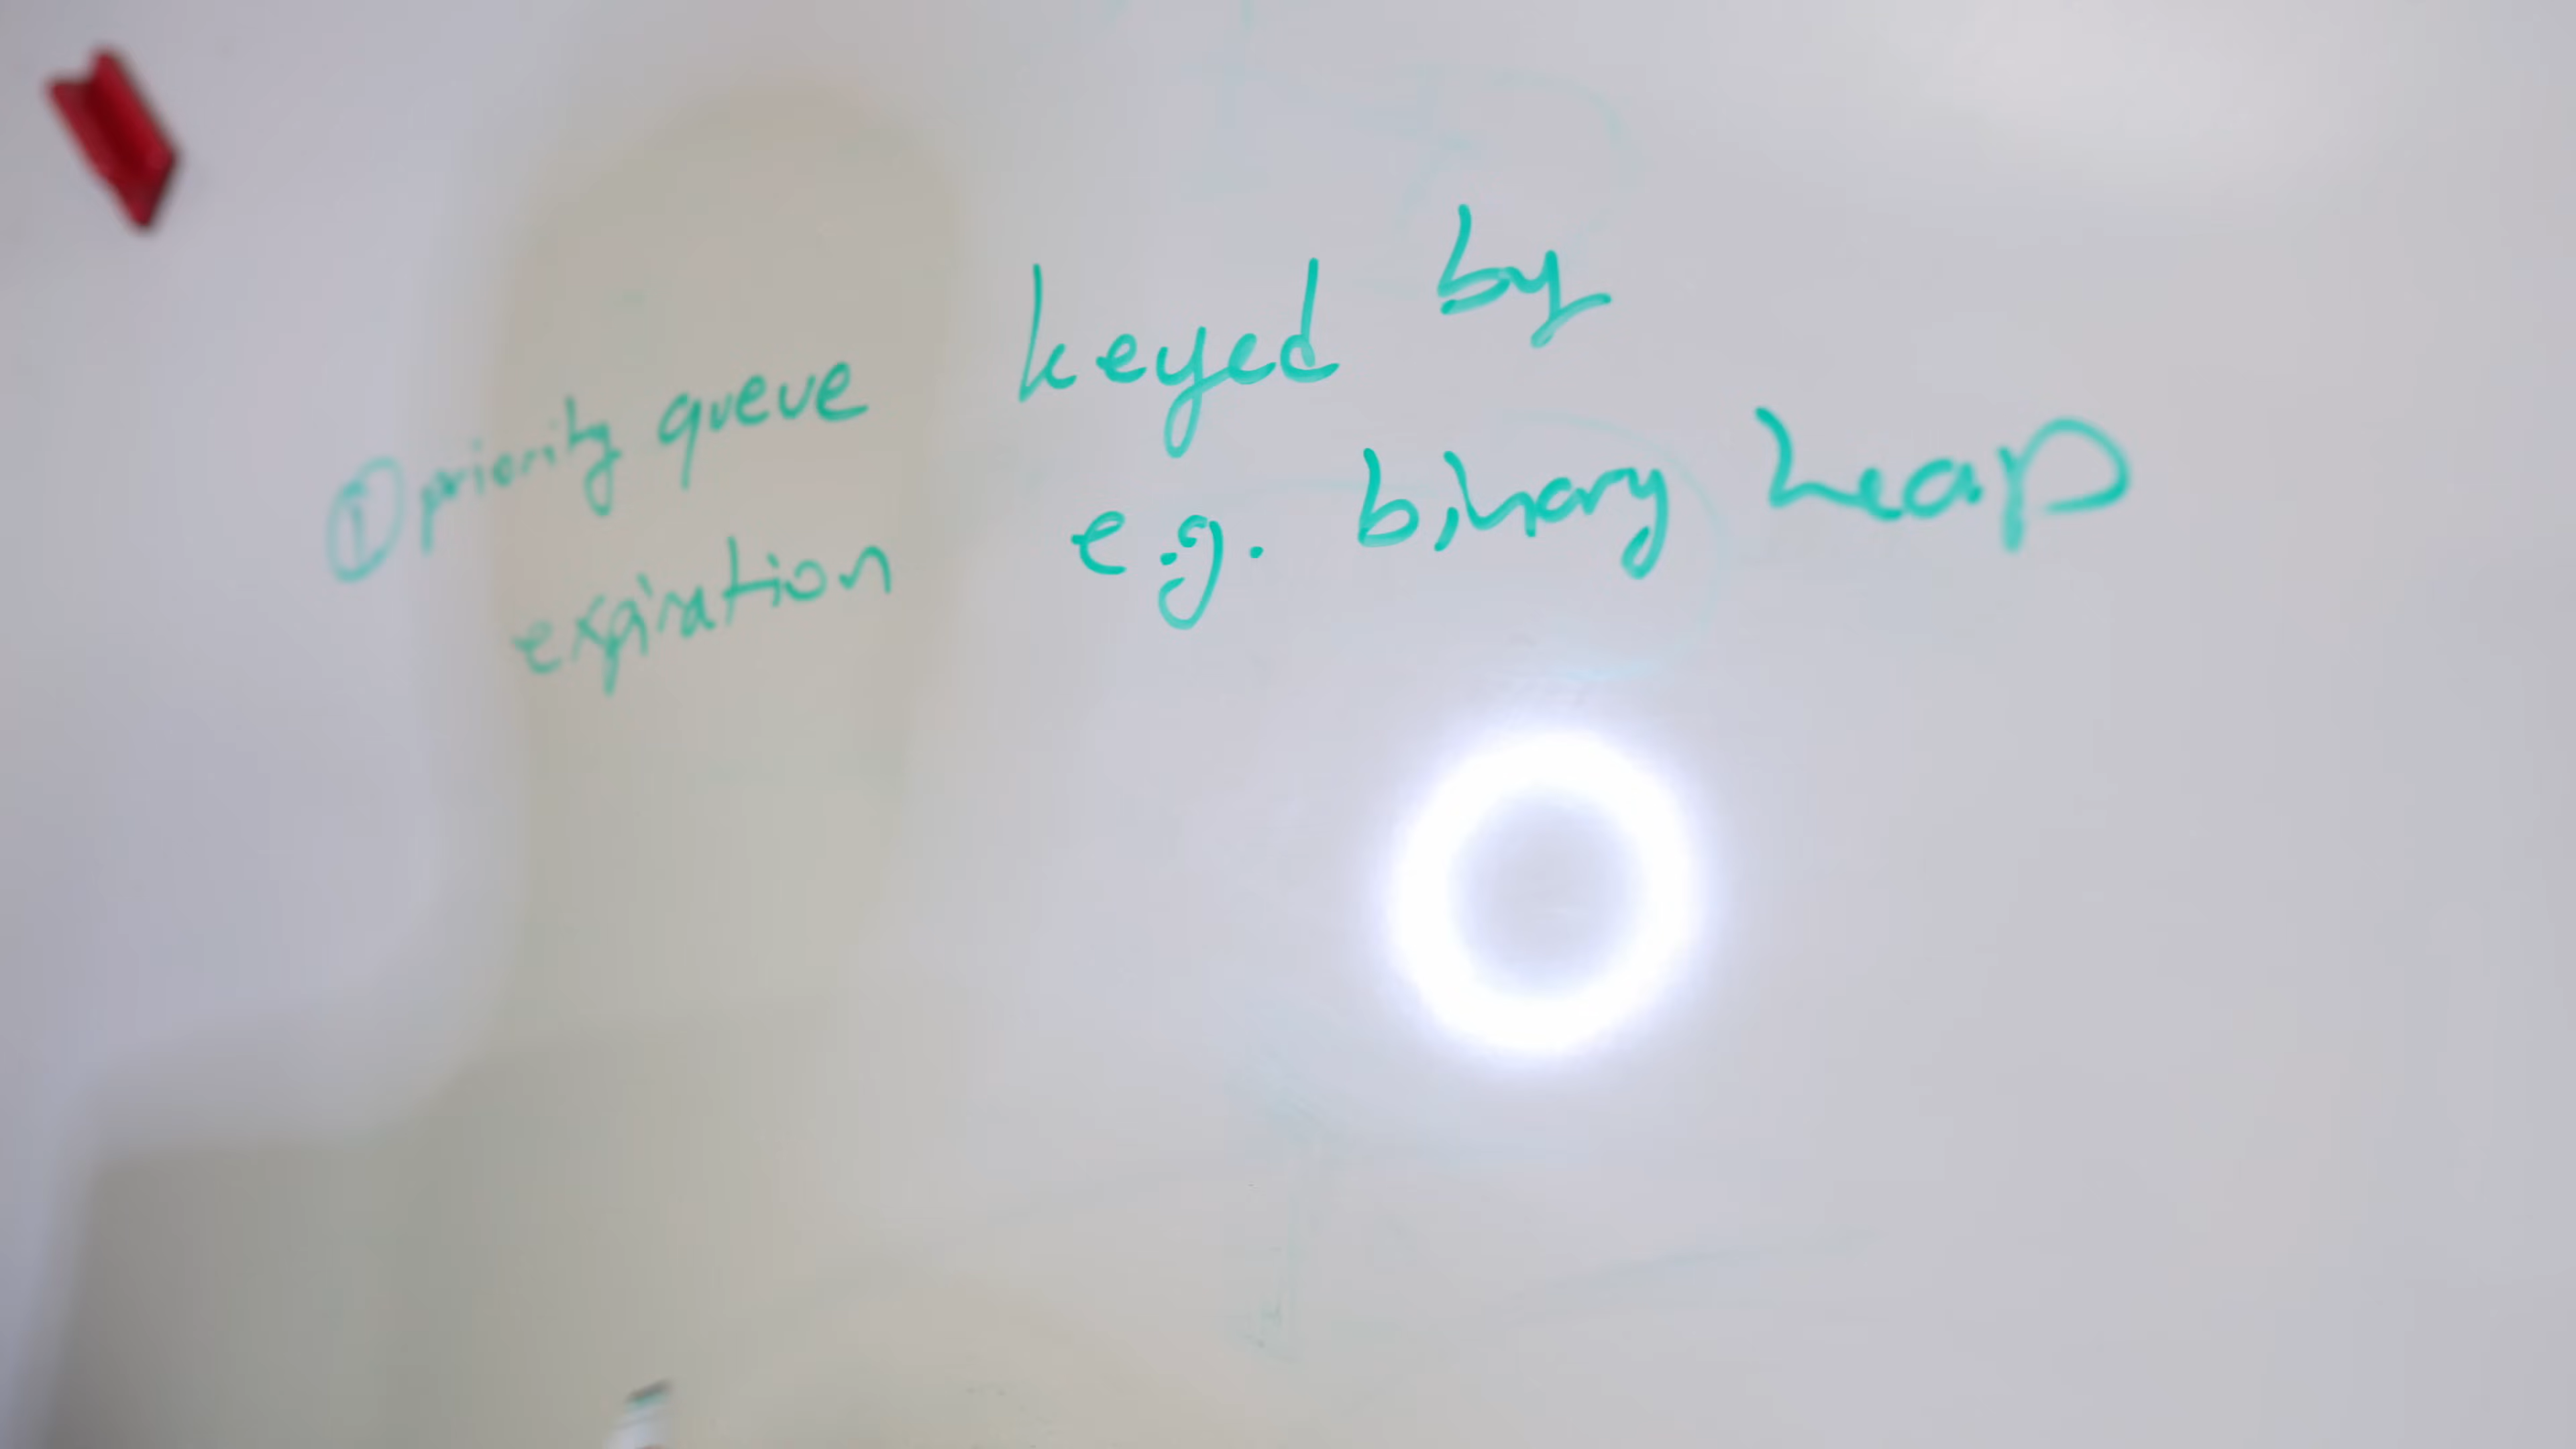 ① priority queue keyed by
expiration e.g. binary heap